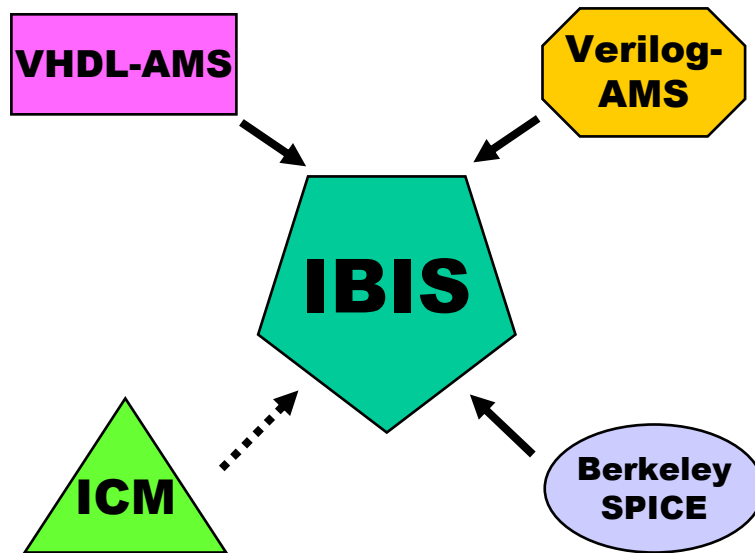 VHDL-AMS
Verilog-
AMS
IBIS
ICM
Berkeley
SPICE